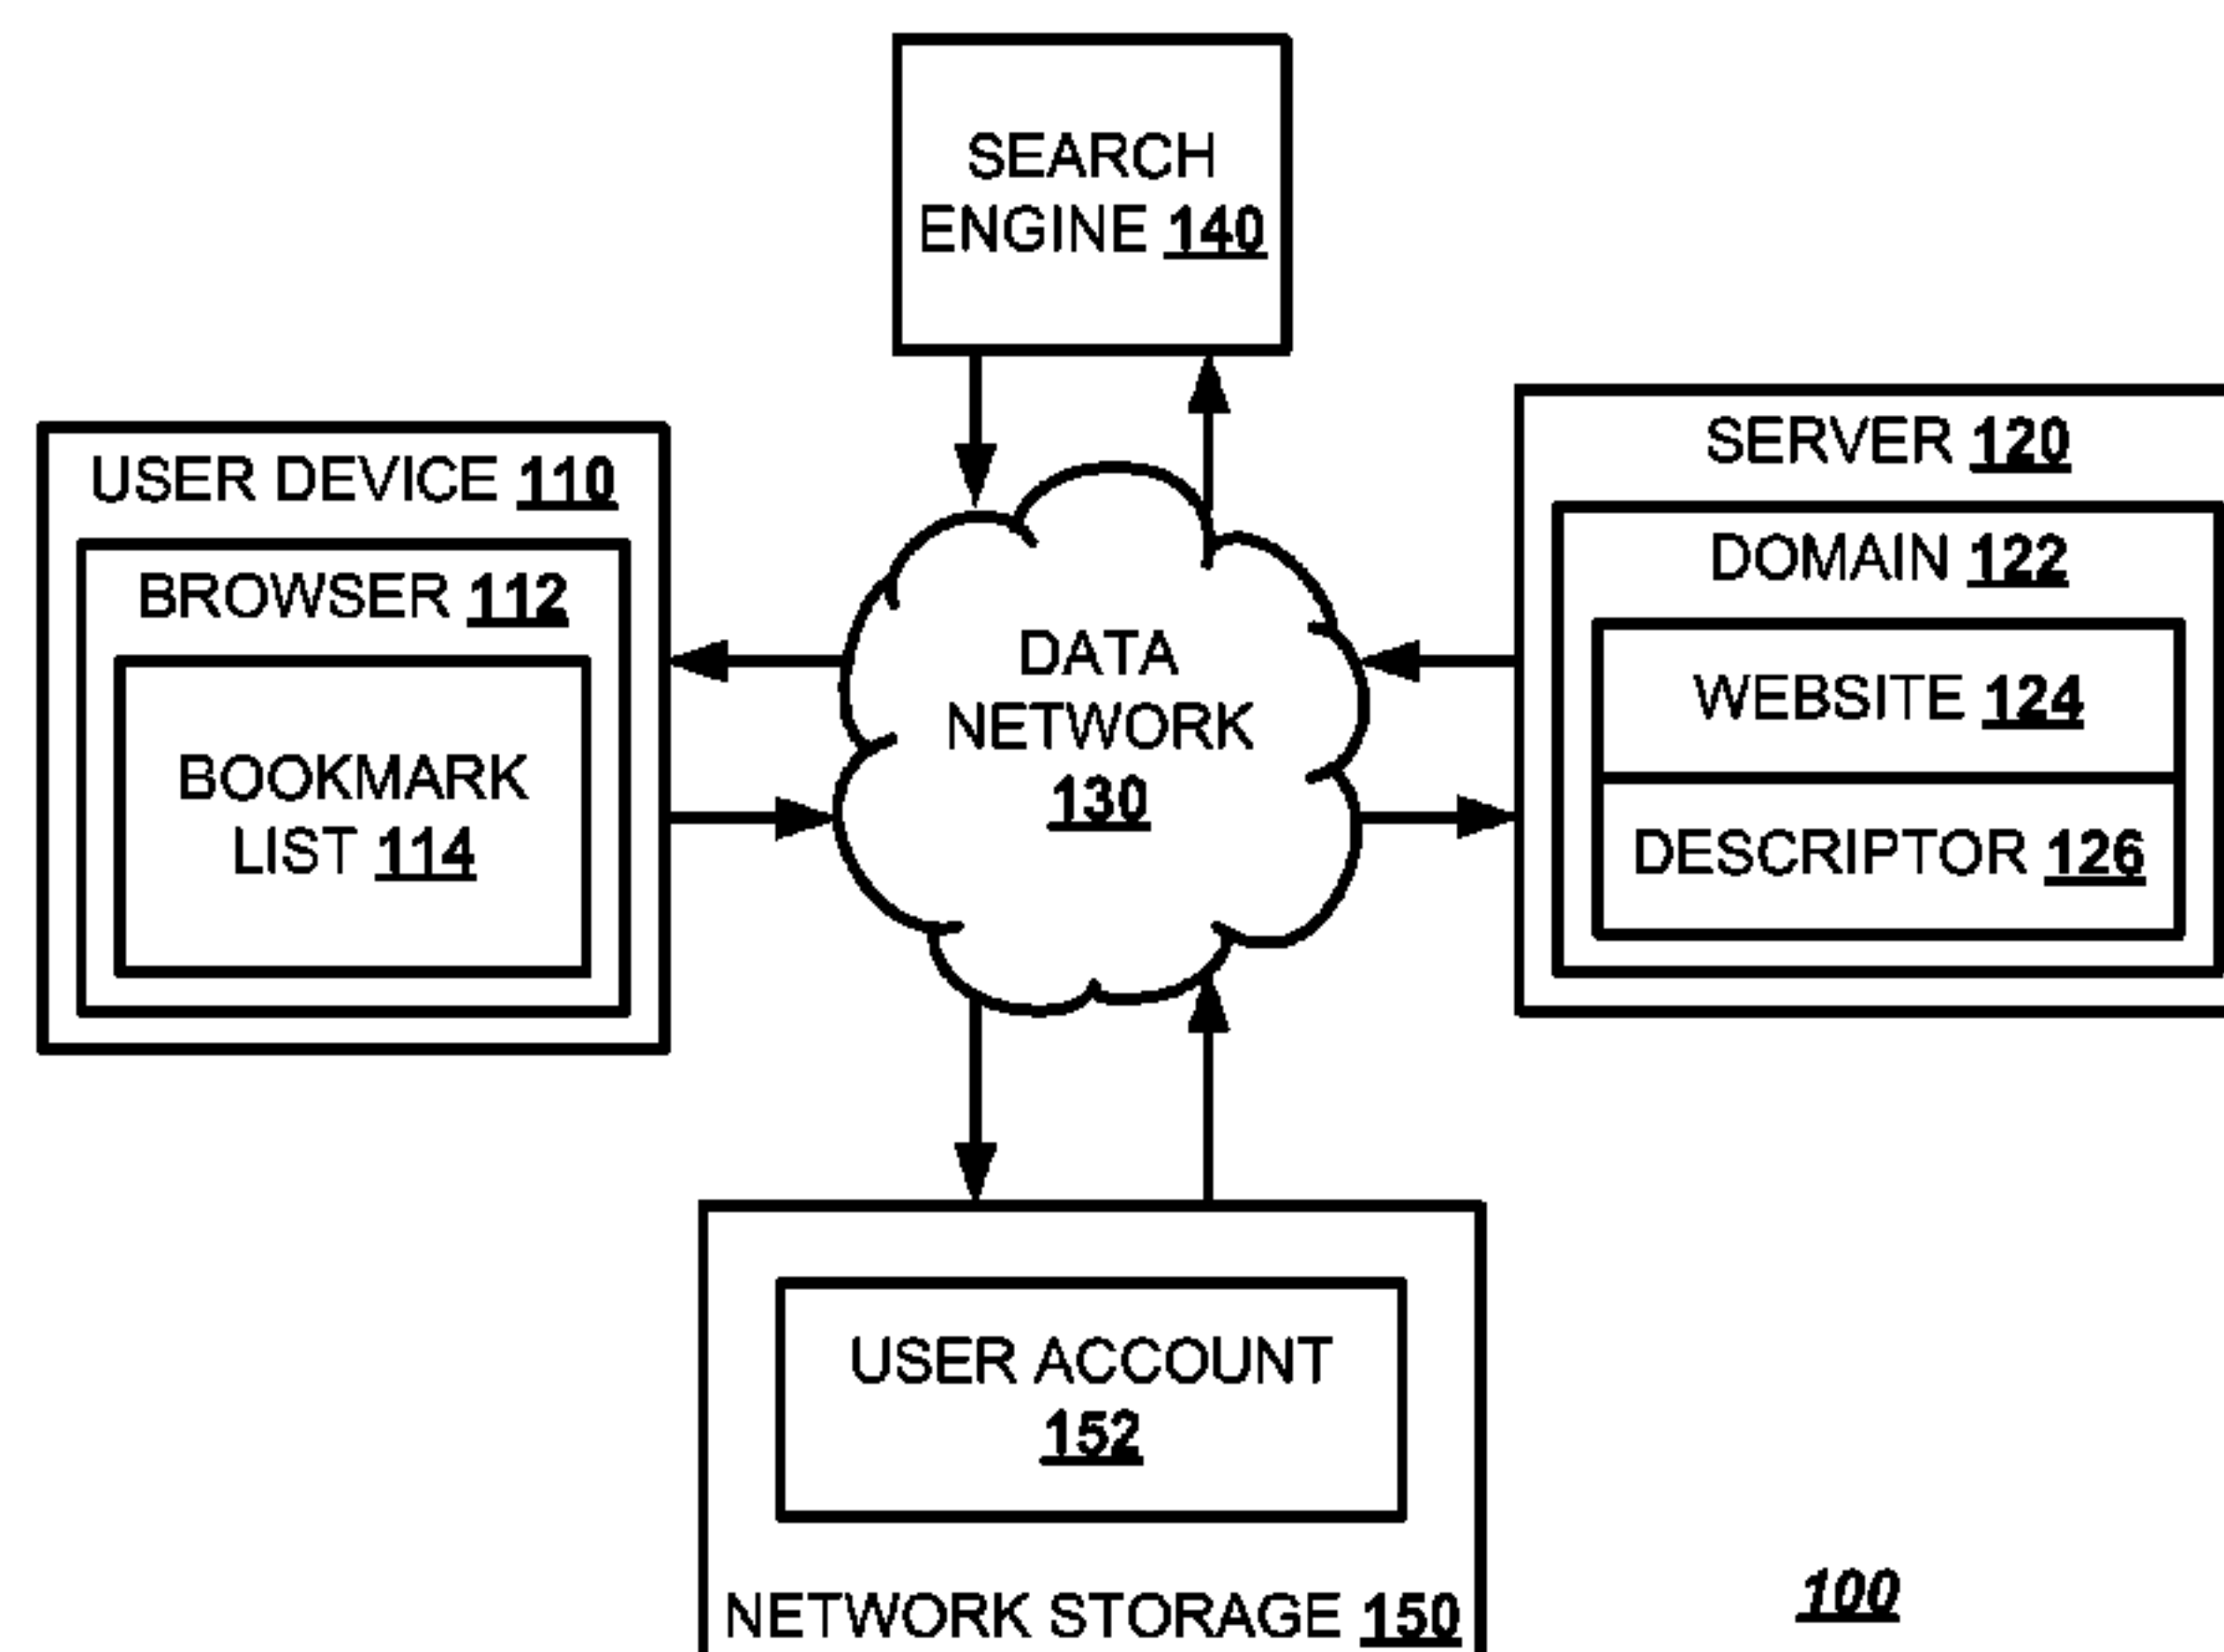 SEARCH
ENGINE 140
USER DEVICE 110
BROWSER 112
BOOKMARK
LIST 114
DATA
NETWORK
130
SERVER 120
DOMAIN 122
WEBSITE 124
DESCRIPTOR 126
USER ACCOUNT
152
NETWORK STORAGE 150
100